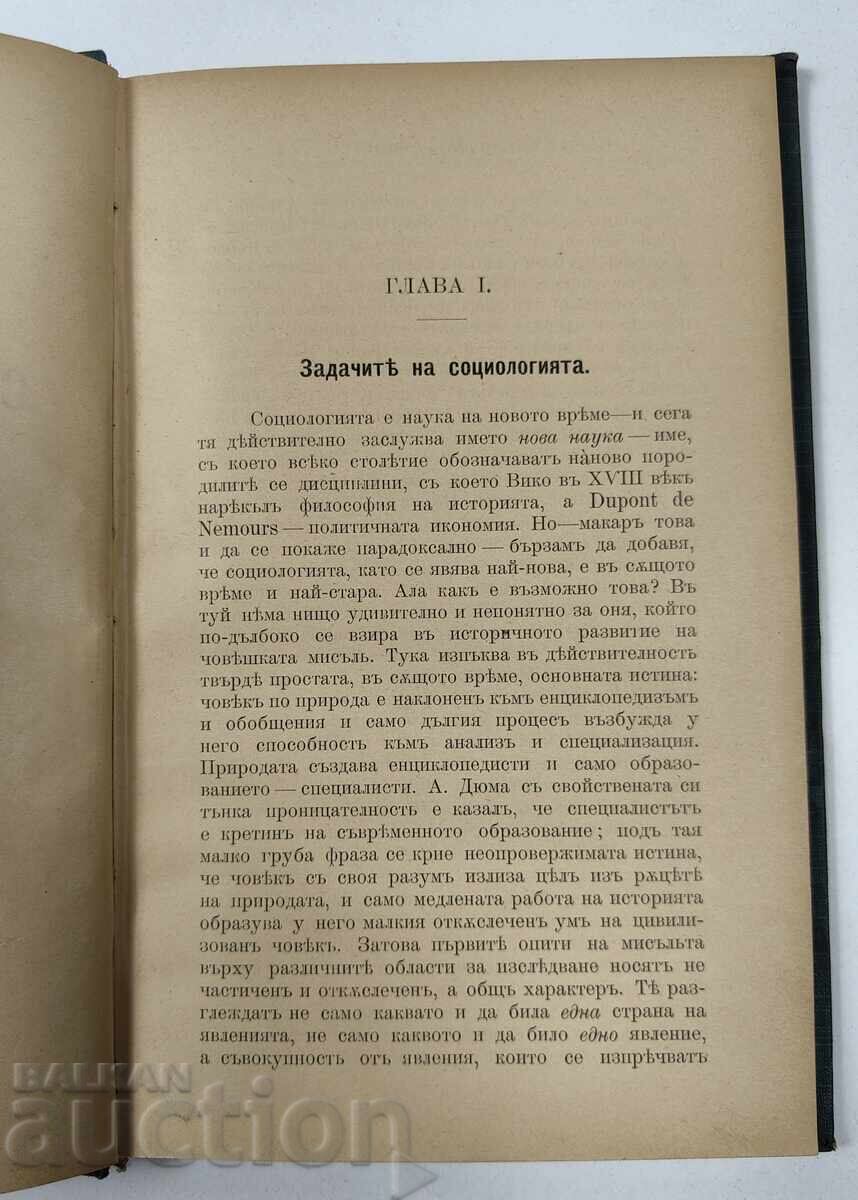 ГЛАВА I.
Задачитѣ на социологията.
Социологията е наука на новото врѣме—и сега
тя дѣйствително заслужва името нова наука — име,
съ което всѣко столѣтие обозначаватъ наново поро-
дилитѣ се дисциплини, съ което Вико въ XVIII вѣкъ
нарѣкълъ философия на историята, а Dupont de
Nemours — политичната икономия. Но—макаръ това
и да се покаже парадоксално — бързамъ да добавя,
че социологията, като се явява най-нова, е въ сѫщото
врѣме и най-стара. Ала какъ е възможно това? Въ
туй нѣма нищо удивително и непонятно за оня, който
по-дълбоко се взира въ историчното развитие на
човѣшката мисъль. Тука изпъква въ дѣйствителность
твърдѣ простата, въ сѫщото врѣме, основната истина:
човѣкъ по природа е наклоненъ къмъ енциклопедизъмъ
и обобщения и само дългия процесъ възбужда у
него способность къмъ анализъ и специализация.
Природата създава енциклопедисти и само образо-
ванието — специалисти. А. Дюма съ свойствената си
тънка проницателность е казалъ, че специалистътъ
е кретинъ на съврѣменното образование; подъ тая
малко груба фраза се крие неопровержимата истина,
че човѣкъ съ своя разумъ излиза цѣлъ изъ рѫцѣтѣ
на природата, и само медлената работа на историята
образува у него малкия откѫслеченъ умъ на цивили-
зованъ човѣкъ. Затова първитѣ опити на мисъльта
върху различнитѣ области за изслѣдване носятъ не
частиченъ и откѫслеченъ, а общъ характеръ. Тѣ раз-
глеждатъ не само каквато и да била една страна на
явленията, не само каквото и да било едно явление,
а съвокупность отъ явления, които се изпрѣчватъ
BALKAN
auction